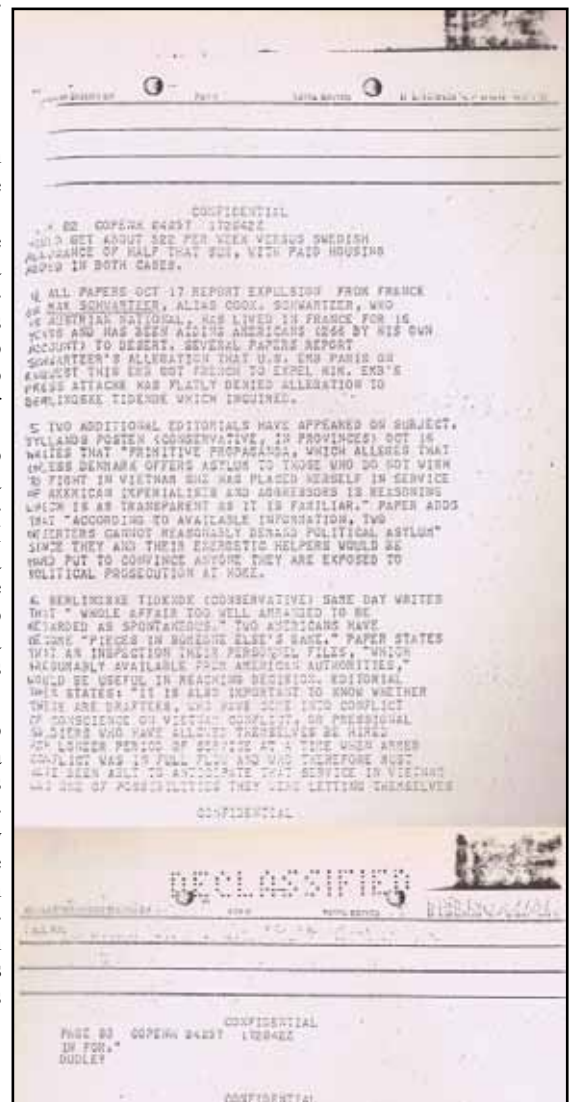 CONFIDENTIAL
02 COPENH 04237 172042Z
GET ABOUT $22 PER WEEK VERSUS SWEDISH
ALLOWANCE OF HALF THAT SUM, WITH PAID HOUSING
ADDED IN BOTH CASES.
4. ALL PAPERS OCT 17 REPORT EXPULSION FROM FRANCE
OF MAX SCHWARTZER, ALIAS COOK. SCHWARTZER, WHO
IS AUSTRIAN NATIONAL, HAS LIVED IN FRANCE FOR 16
YEARS AND HAS BEEN AIDING AMERICANS (266 BY HIS OWN
ACCOUNT) TO DESERT. SEVERAL PAPERS REPORT
SCHWARTZER'S ALLEGATION THAT U.S. EMB PARIS ON
REQUEST THIS EMB GOT FRENCH TO EXPEL HIM. EMB'S
PRESS ATTACHE HAS FLATLY DENIED ALLEGATION TO
BERLINGSKE TIDENDE WHICH INQUIRED.
5 TWO ADDITIONAL EDITORIALS HAVE APPEARED ON SUBJECT.
JYLLANDS POSTEN (CONSERVATIVE, IN PROVINCES) OCT 16
WRITES THAT "PRIMITIVE PROPAGANDA, WHICH ALLEGES THAT
UNLESS DENMARK OFFERS ASYLUM TO THOSE WHO DO NOT WISH
TO FIGHT IN VIETNAM SHE HAS PLACED HERSELF IN SERVICE
OF AMERICAN IMPERIALISTS AND AGGRESSORS IS REASONING
WHICH IS AS TRANSPARENT AS IT IS FAMILIAR." PAPER ADDS
THAT "ACCORDING TO AVAILABLE INFORMATION, TWO
DESERTERS CANNOT REASONABLY DEMAND POLITICAL ASYLUM"
SINCE THEY AND THEIR ENERGETIC HELPERS WOULD BE
HARD PUT TO CONVINCE ANYONE THEY ARE EXPOSED TO
POLITICAL PROSECUTION AT HOME.
6. BERLINGSKE TIDENDE (CONSERVATIVE) SAME DAY WRITES
THAT " WHOLE AFFAIR TOO WELL ARRANGED TO BE
REGARDED AS SPONTANEOUS." TWO AMERICANS HAVE
BECOME "PIECES IN SOMEONE ELSE'S GAME." PAPER STATES
THAT AN INSPECTION THEIR PERSONNEL FILES, "WHICH
PRESUMABLY AVAILABLE FROM AMERICAN AUTHORITIES,"
WOULD BE USEFUL IN REACHING DECISION. EDITORIAL
THEN STATES: "IT IS ALSO IMPORTANT TO KNOW WHETHER
THESE ARE DRAFTEES, WHO HAVE COME INTO CONFLICT
OF CONSCIENCE ON VIETNAM CONFLICT, OR PRESSIONAL
SOLDIERS WHO HAVE ALLOWED THEMSELVES BE HIRED
FOR LONGER PERIOD OF SERVICE AT A TIME WHEN ARMED
CONFLICT WAS IN FULL FLOW AND WHO THEREFORE MUST
HAVE BEEN ABLE TO ANTICIPATE THAT SERVICE IN VIETNAM
WAS ONE OF POSSIBILITIES THEY WERE LETTING THEMSELVES
CONFIDENTIAL
DECLASSIFIED
CONFIDENTIAL
PAGE 03 COPENH 04237 172042Z
IN FOR."
DUDLEY
CONFIDENTIAL